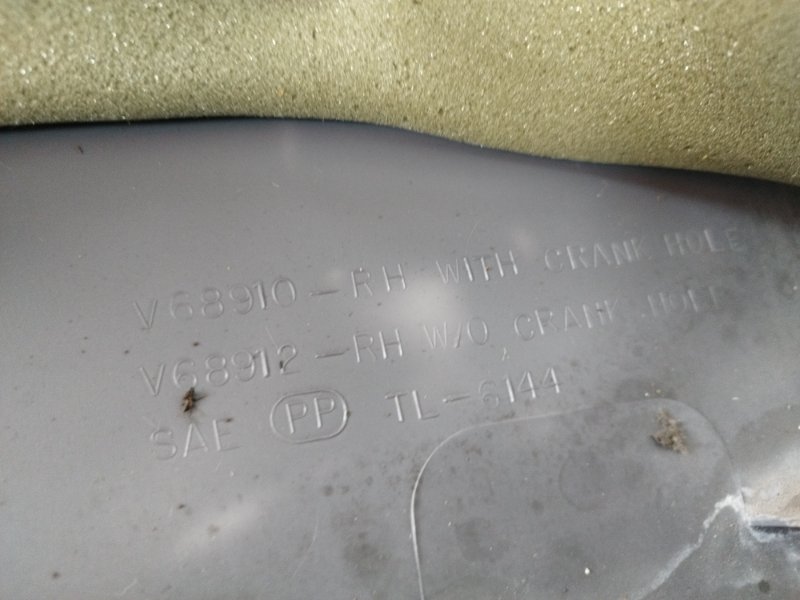 V68910-RH WITH CRANK HOLE
V68912-RH W/O CRANK HOLE
SAE PP TL-6144